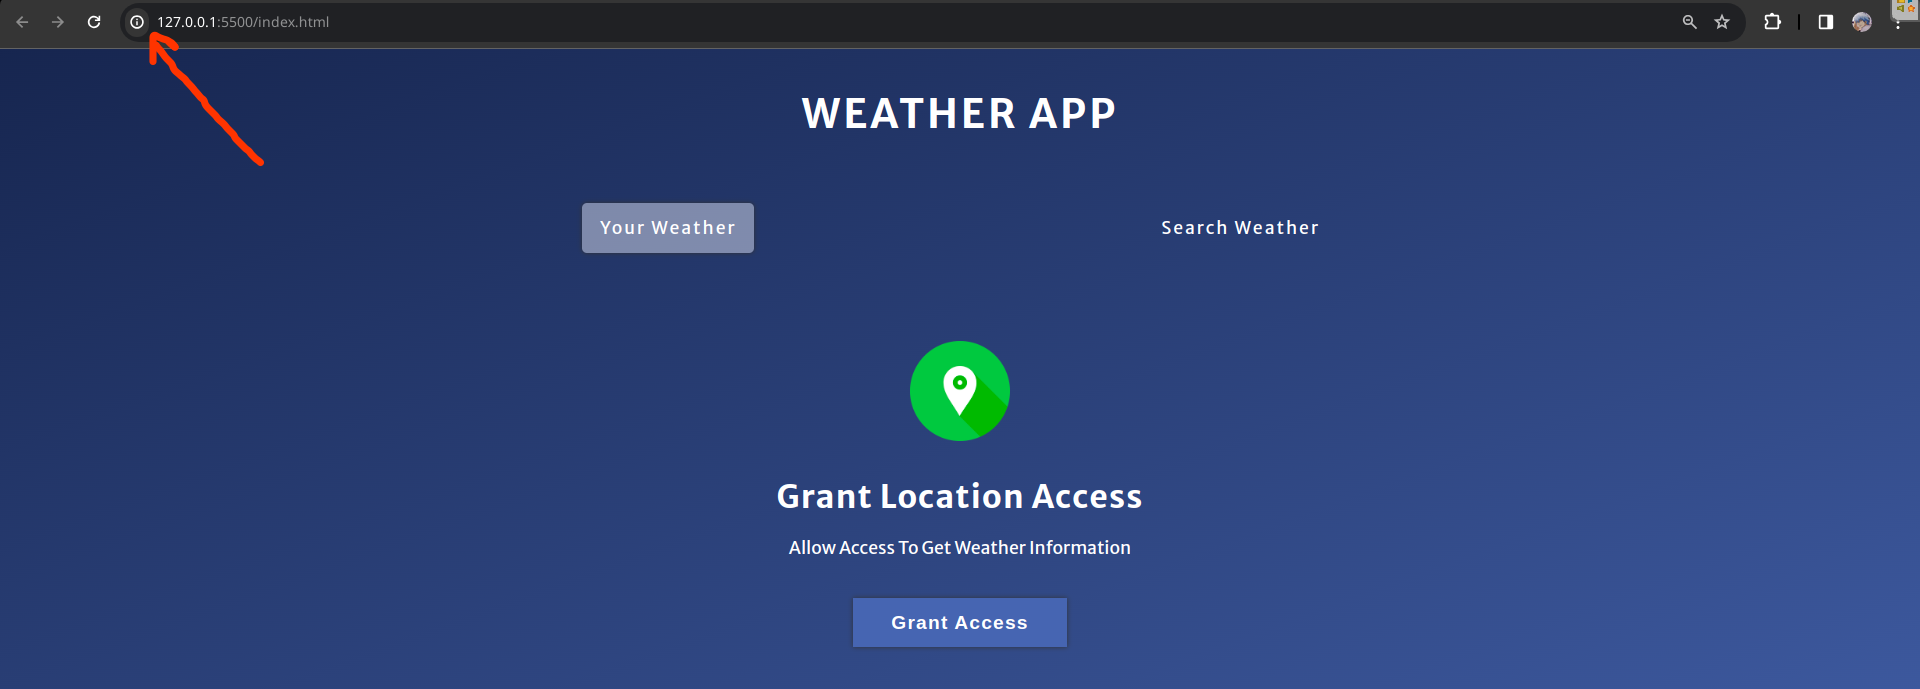 127.0.0.1:5500/index.html
WEATHER APP
Your Weather
Search Weather
Grant Location Access
Allow Access To Get Weather Information
Grant Access